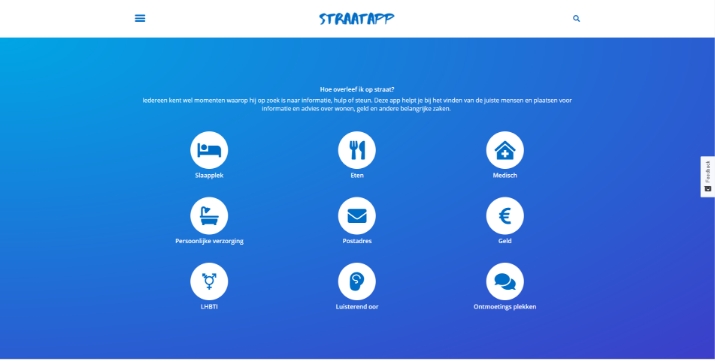 STRAATAPP
Hoe overleef ik op straat?
Iedereen kent wel momenten waarop hij op zoek is naar informatie, hulp of steun. Deze app helpt je bij het vinden van de juiste mensen en plaatsen voor
informatie en advies over wonen, geld en andere belangrijke zaken.
Slaapplek
Eten
Medisch
Persoonlijke verzorging
Postadres
Geld
LHBTI
Luisterend oor
Ontmoetings plekken
Feedback